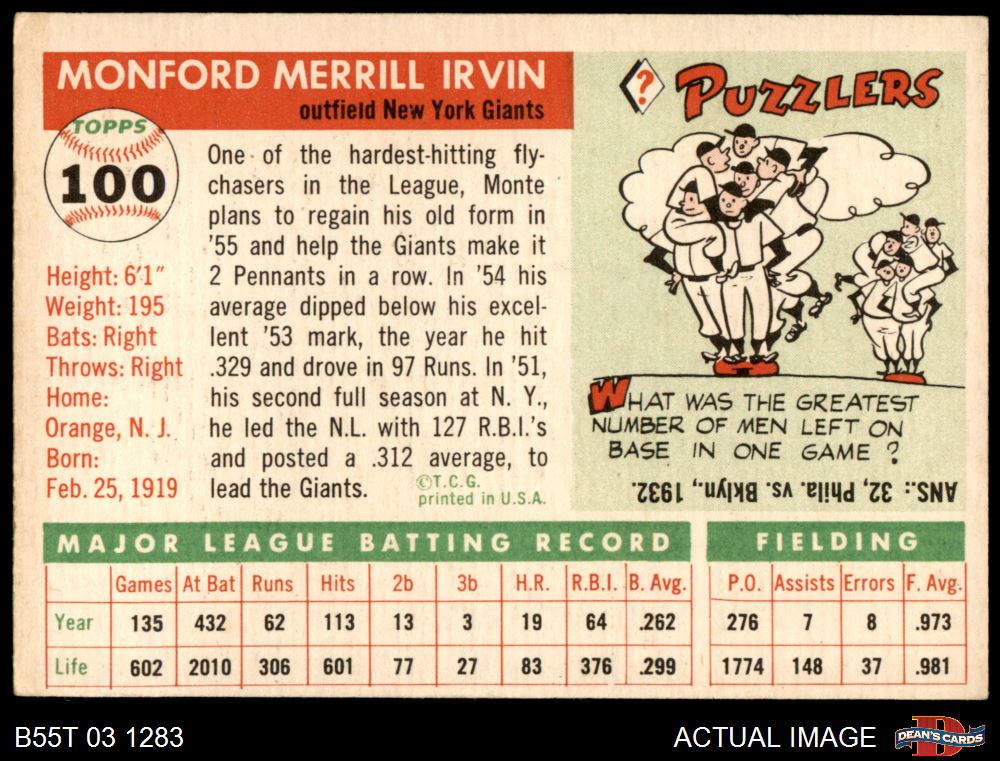 MONFORD MERRILL IRVIN
outfield New York Giants
TOPPS
100
Height: 6'1"
Weight: 195
Bats: Right
Throws: Right
Home:
Orange, N. J.
Born:
Feb. 25, 1919
One of the hardest-hitting fly-
chasers in the League, Monte
plans to regain his old form in
'55 and help the Giants make it
2 Pennants in a row. In '54 his
average dipped below his excel-
lent '53 mark, the year he hit
.329 and drove in 97 Runs. In '51,
his second full season at N. Y.,
he led the N.L. with 127 R.B.I.'s
and posted a .312 average, to
lead the Giants.
©T.C.G.
printed in U.S.A.
? PUZZLERS
WHAT WAS THE GREATEST
NUMBER OF MEN LEFT ON
BASE IN ONE GAME ?
ANS.: 32, Phila. vs. Bklyn., 1932.
MAJOR LEAGUE BATTING RECORD
Games At Bat Runs Hits 2b 3b H.R. R.B.I. B. Avg.
Year 135 432 62 113 13 3 19 64 .262
Life 602 2010 306 601 77 27 83 376 .299
FIELDING
P.O. Assists Errors F. Avg.
276 7 8 .973
1774 148 37 .981
B55T 03 1283
ACTUAL IMAGE
D
DEAN'S CARDS